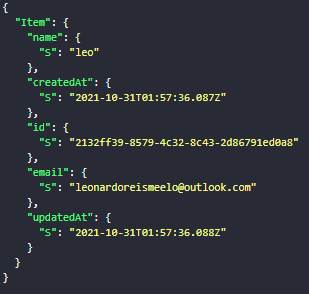 {
  "Item": {
    "name": {
      "S": "leo"
    },
    "createdAt": {
      "S": "2021-10-31T01:57:36.087Z"
    },
    "id": {
      "S": "2132ff39-8579-4c32-8c43-2d86791ed0a8"
    },
    "email": {
      "S": "leonardoreismeelo@outlook.com"
    },
    "updatedAt": {
      "S": "2021-10-31T01:57:36.088Z"
    }
  }
}